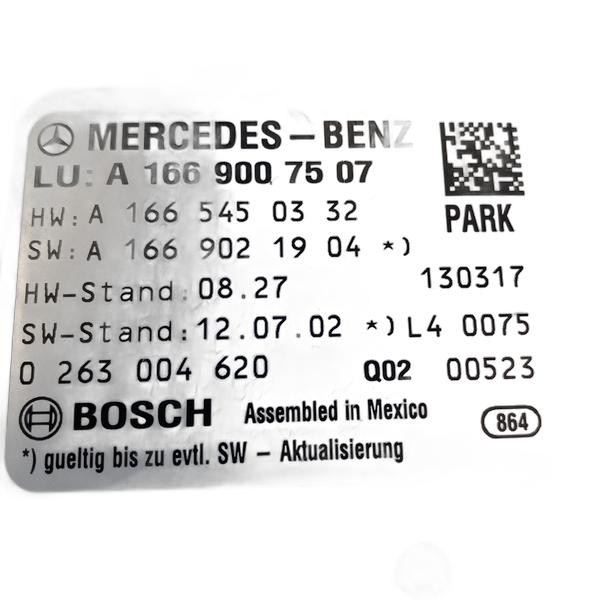 MERCEDES-BENZ
LU: A 166 900 75 07
HW: A 166 545 03 32
PARK
SW: A 166 902 19 04 *)
HW-Stand: 08.27 130317
SW-Stand: 12.07.02 *) L4 0075
0 263 004 620 Q02 00523
BOSCH Assembled in Mexico 864
*) gueltig bis zu evtl. SW - Aktualisierung